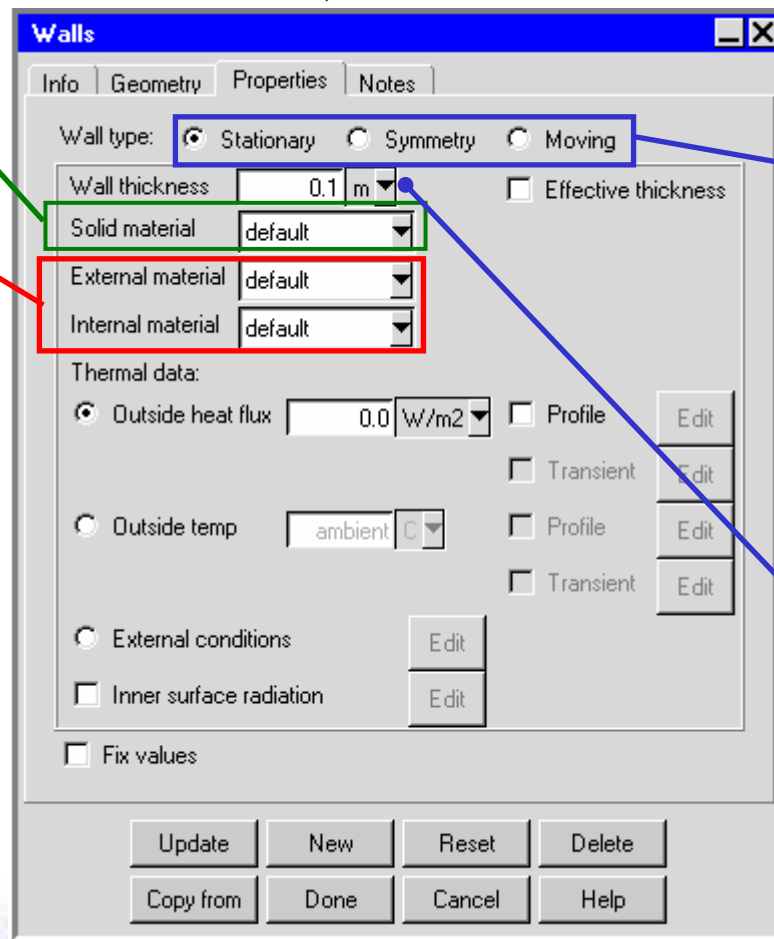 Walls
Info Geometry Properties Notes
Wall type: Stationary Symmetry Moving
Wall thickness 0.1 m Effective thickness
Solid material default
External material default
Internal material default
Thermal data:
Outside heat flux 0.0 W/m2 Profile Edit
Transient Edit
Outside temp ambient C Profile Edit
Transient Edit
External conditions Edit
Inner surface radiation Edit
Fix values
Update New Reset Delete
Copy from Done Cancel Help